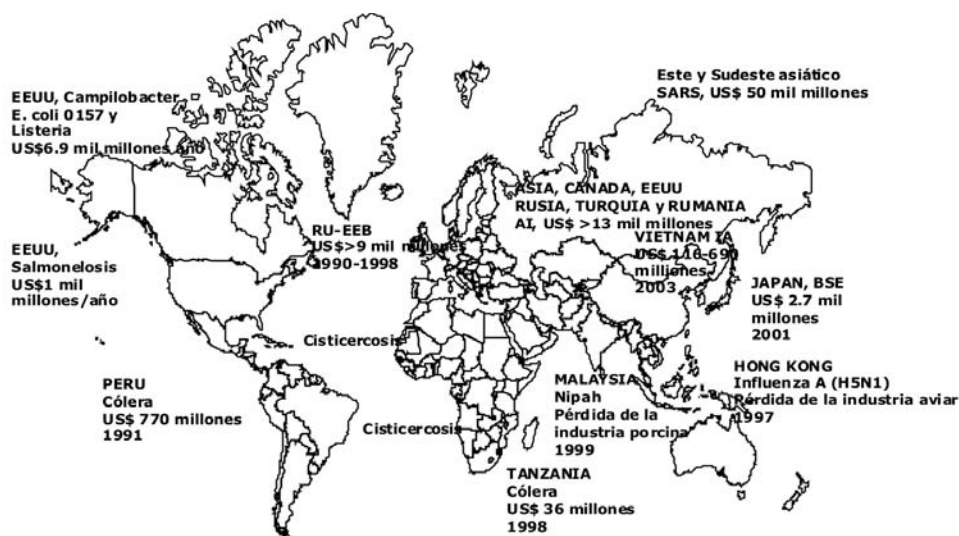 Este y Sudeste asiático
SARS, US$ 50 mil millones
EEUU, Campilobacter
E. coli 0157 y
Listeria
US$6.9 mil millones año
ASIA, CANADA, EEUU
RUSIA, TURQUIA y RUMANIA
AI, US$ >13 mil millones
RU-EEB
US$>9 mil millones
1990-1998
VIETNAM IA
US$ 116-690
milliones
2003
EEUU,
Salmonelosis
US$1 mil
millones/año
JAPAN, BSE
US$ 2.7 mil
millones
2001
Cisticercosis
HONG KONG
Influenza A (H5N1)
Pérdida de la industria aviar
1997
PERU
Cólera
US$ 770 millones
1991
MALAYSIA
Nipah
Pérdida de la
industria porcina
1999
Cisticercosis
TANZANIA
Cólera
US$ 36 millones
1998